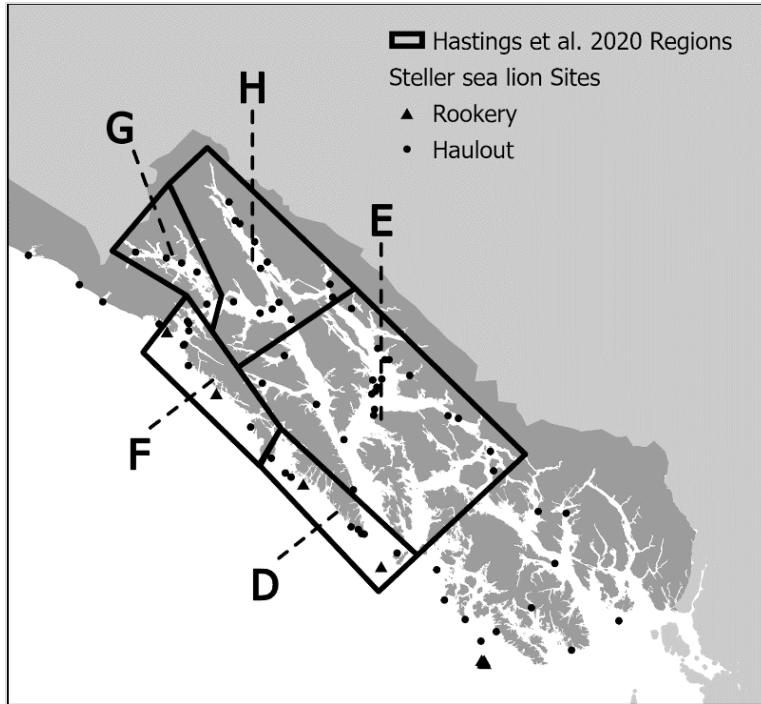 Hastings et al. 2020 Regions
Steller sea lion Sites
Rookery
Haulout
H
G
E
F
D